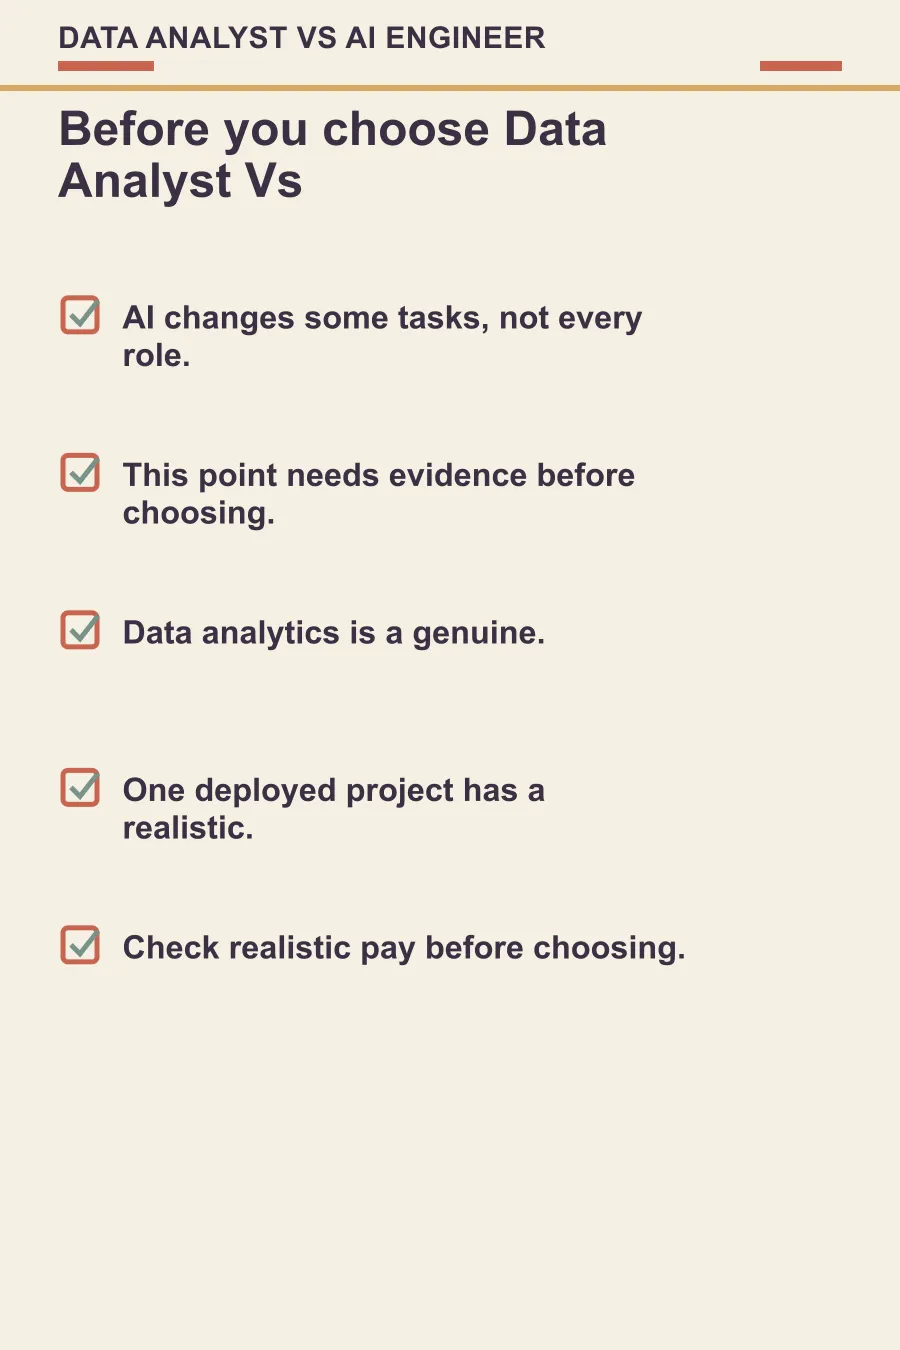 DATA ANALYST VS AI ENGINEER
Before you choose Data
Analyst Vs
AI changes some tasks, not every
role.
This point needs evidence before
choosing.
Data analytics is a genuine.
One deployed project has a
realistic.
Check realistic pay before choosing.